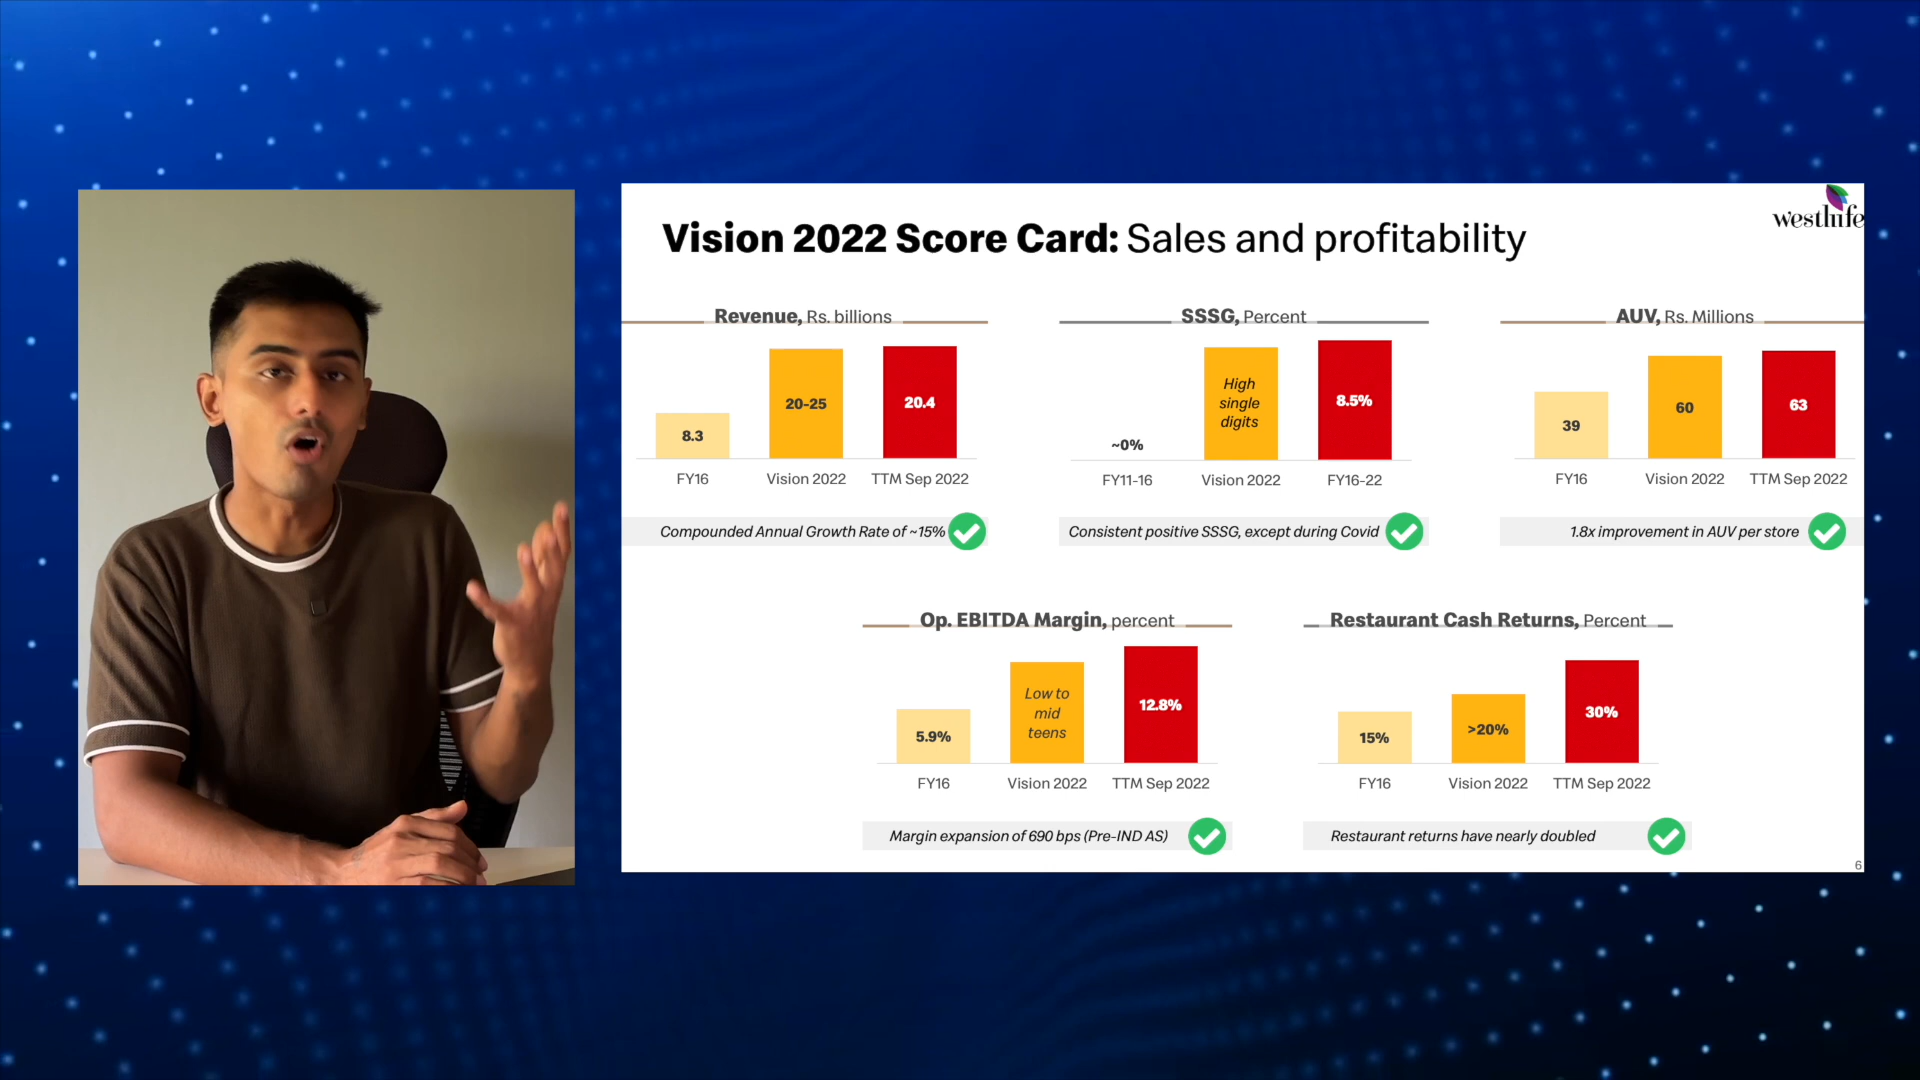 westlife
Vision 2022 Score Card: Sales and profitability
Revenue, Rs. billions
8.3
20-25
20.4
FY16
Vision 2022
TTM Sep 2022
Compounded Annual Growth Rate of ~15%
SSSG, Percent
~0%
High
single
digits
8.5%
FY11-16
Vision 2022
FY16-22
Consistent positive SSSG, except during Covid
AUV, Rs. Millions
39
60
63
FY16
Vision 2022
TTM Sep 2022
1.8x improvement in AUV per store
Op. EBITDA Margin, percent
5.9%
Low to
mid
teens
12.8%
FY16
Vision 2022
TTM Sep 2022
Margin expansion of 690 bps (Pre-IND AS)
Restaurant Cash Returns, Percent
15%
>20%
30%
FY16
Vision 2022
TTM Sep 2022
Restaurant returns have nearly doubled
6